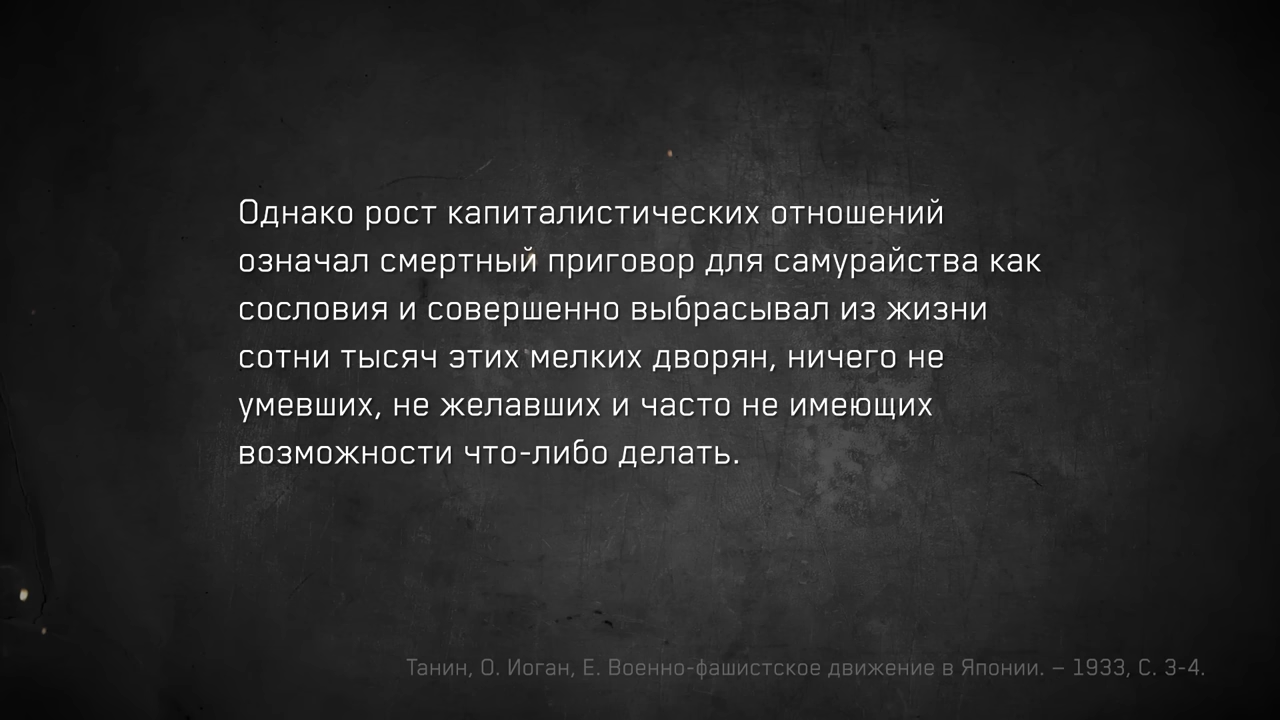 Однако рост капиталистических отношений
означал смертный приговор для самурайства как
сословия и совершенно выбрасывал из жизни
сотни тысяч этих мелких дворян, ничего не
умевших, не желавших и часто не имеющих
возможности что-либо делать.
Танин, О. Иоган, Е. Военно-фашистское движение в Японии. – 1933, С. 3-4.